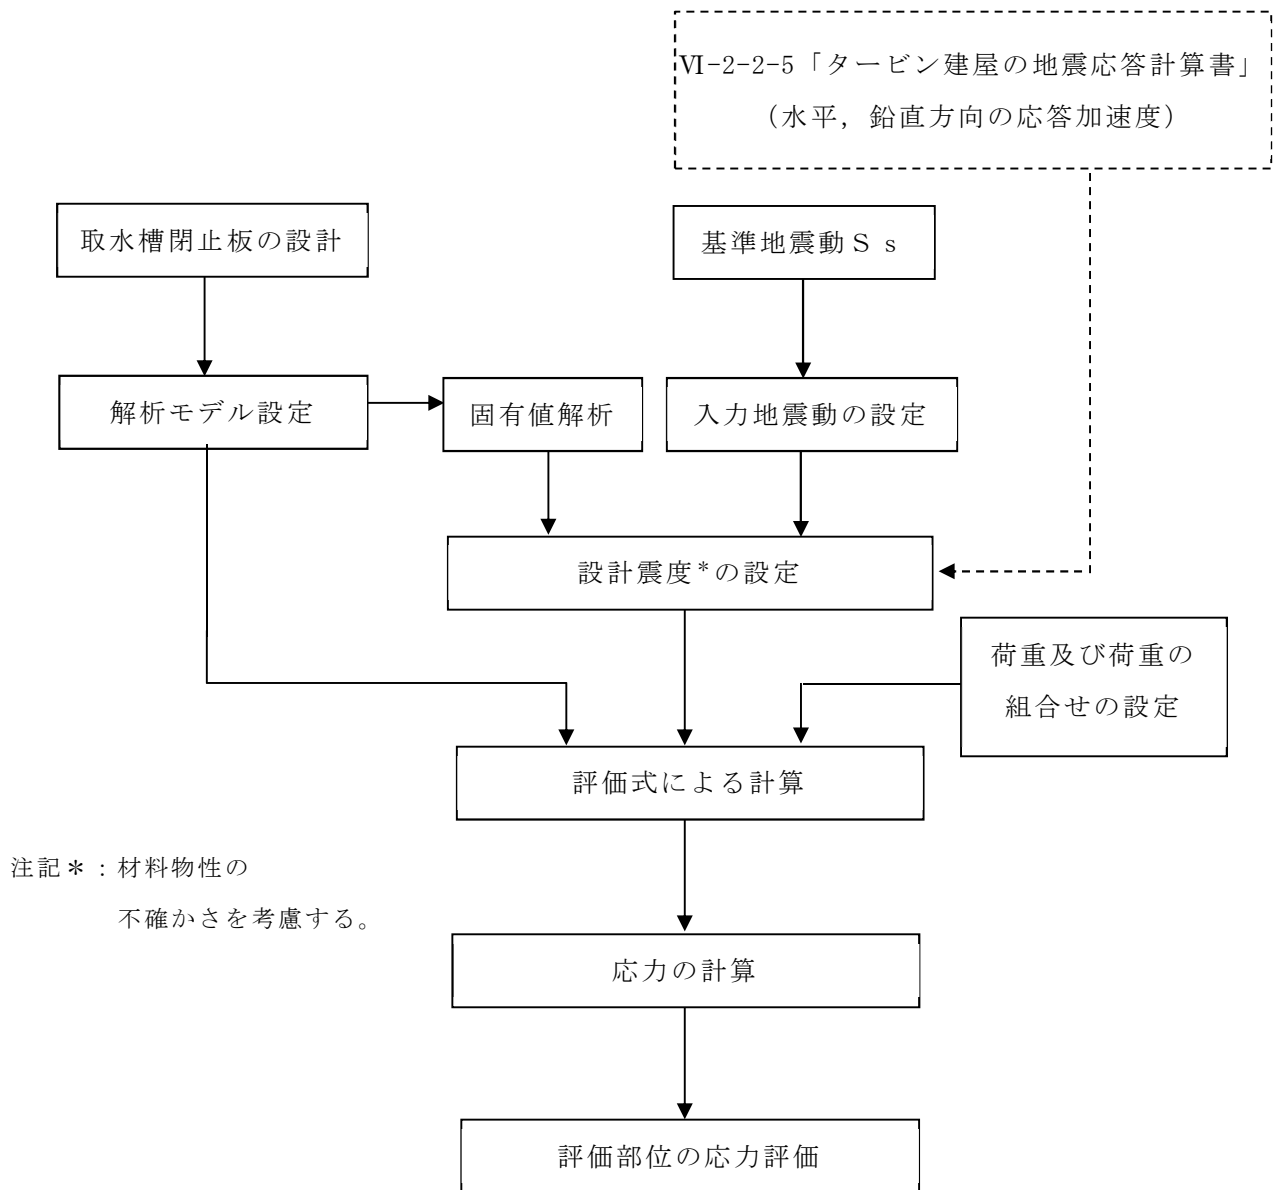 Ⅵ-2-2-5「タービン建屋の地震応答計算書」
（水平，鉛直方向の応答加速度）
取水槽閉止板の設計
基準地震動Ｓｓ
解析モデル設定
固有値解析
入力地震動の設定
設計震度*の設定
荷重及び荷重の
組合せの設定
評価式による計算
注記＊：材料物性の
不確かさを考慮する。
応力の計算
評価部位の応力評価